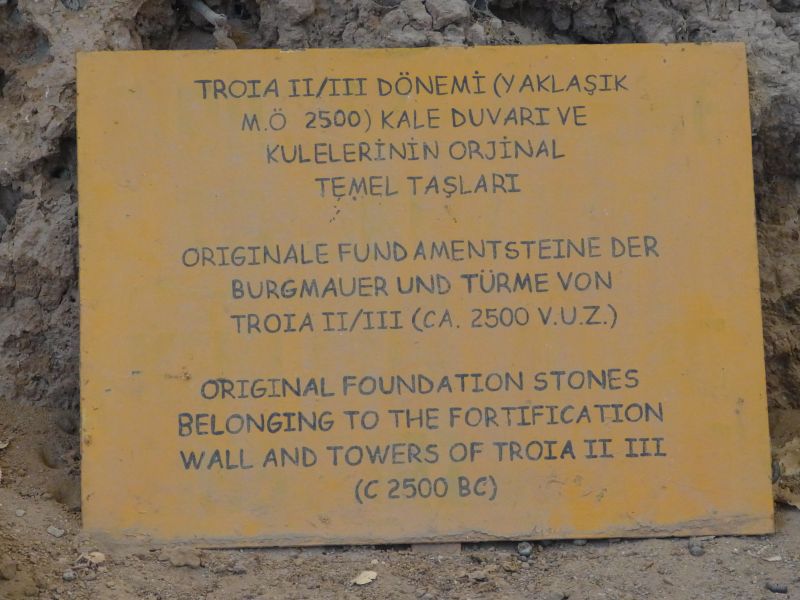 TROIA II/III DÖNEMİ (YAKLAŞIK
M.Ö 2500) KALE DUVARI VE
KULELERİNİN ORJİNAL
TEMEL TAŞLARI
ORIGINALE FUNDAMENTSTEINE DER
BURGMAUER UND TÜRME VON
TROIA II/III (CA. 2500 V.U.Z.)
ORIGINAL FOUNDATION STONES
BELONGING TO THE FORTIFICATION
WALL AND TOWERS OF TROIA II III
(C 2500 BC)